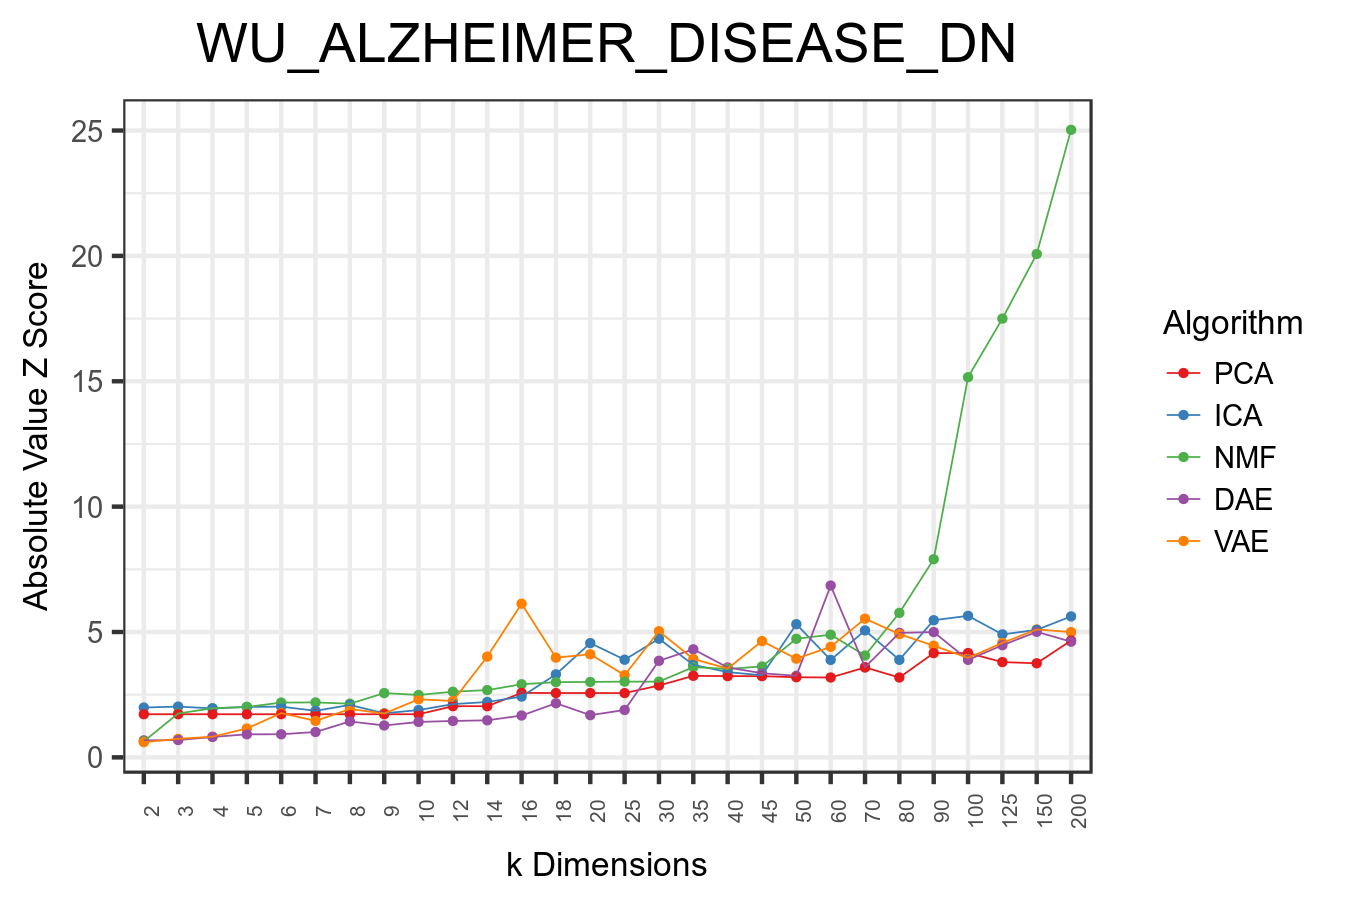 WU_ALZHEIMER_DISEASE_DN
Absolute Value Z Score
25
20
15
10
5
0
2 3 4 5 6 7 8 9 10 12 14 16 18 20 25 30 35 40 45 50 60 70 80 90 100 125 150 200
k Dimensions
Algorithm
PCA
ICA
NMF
DAE
VAE